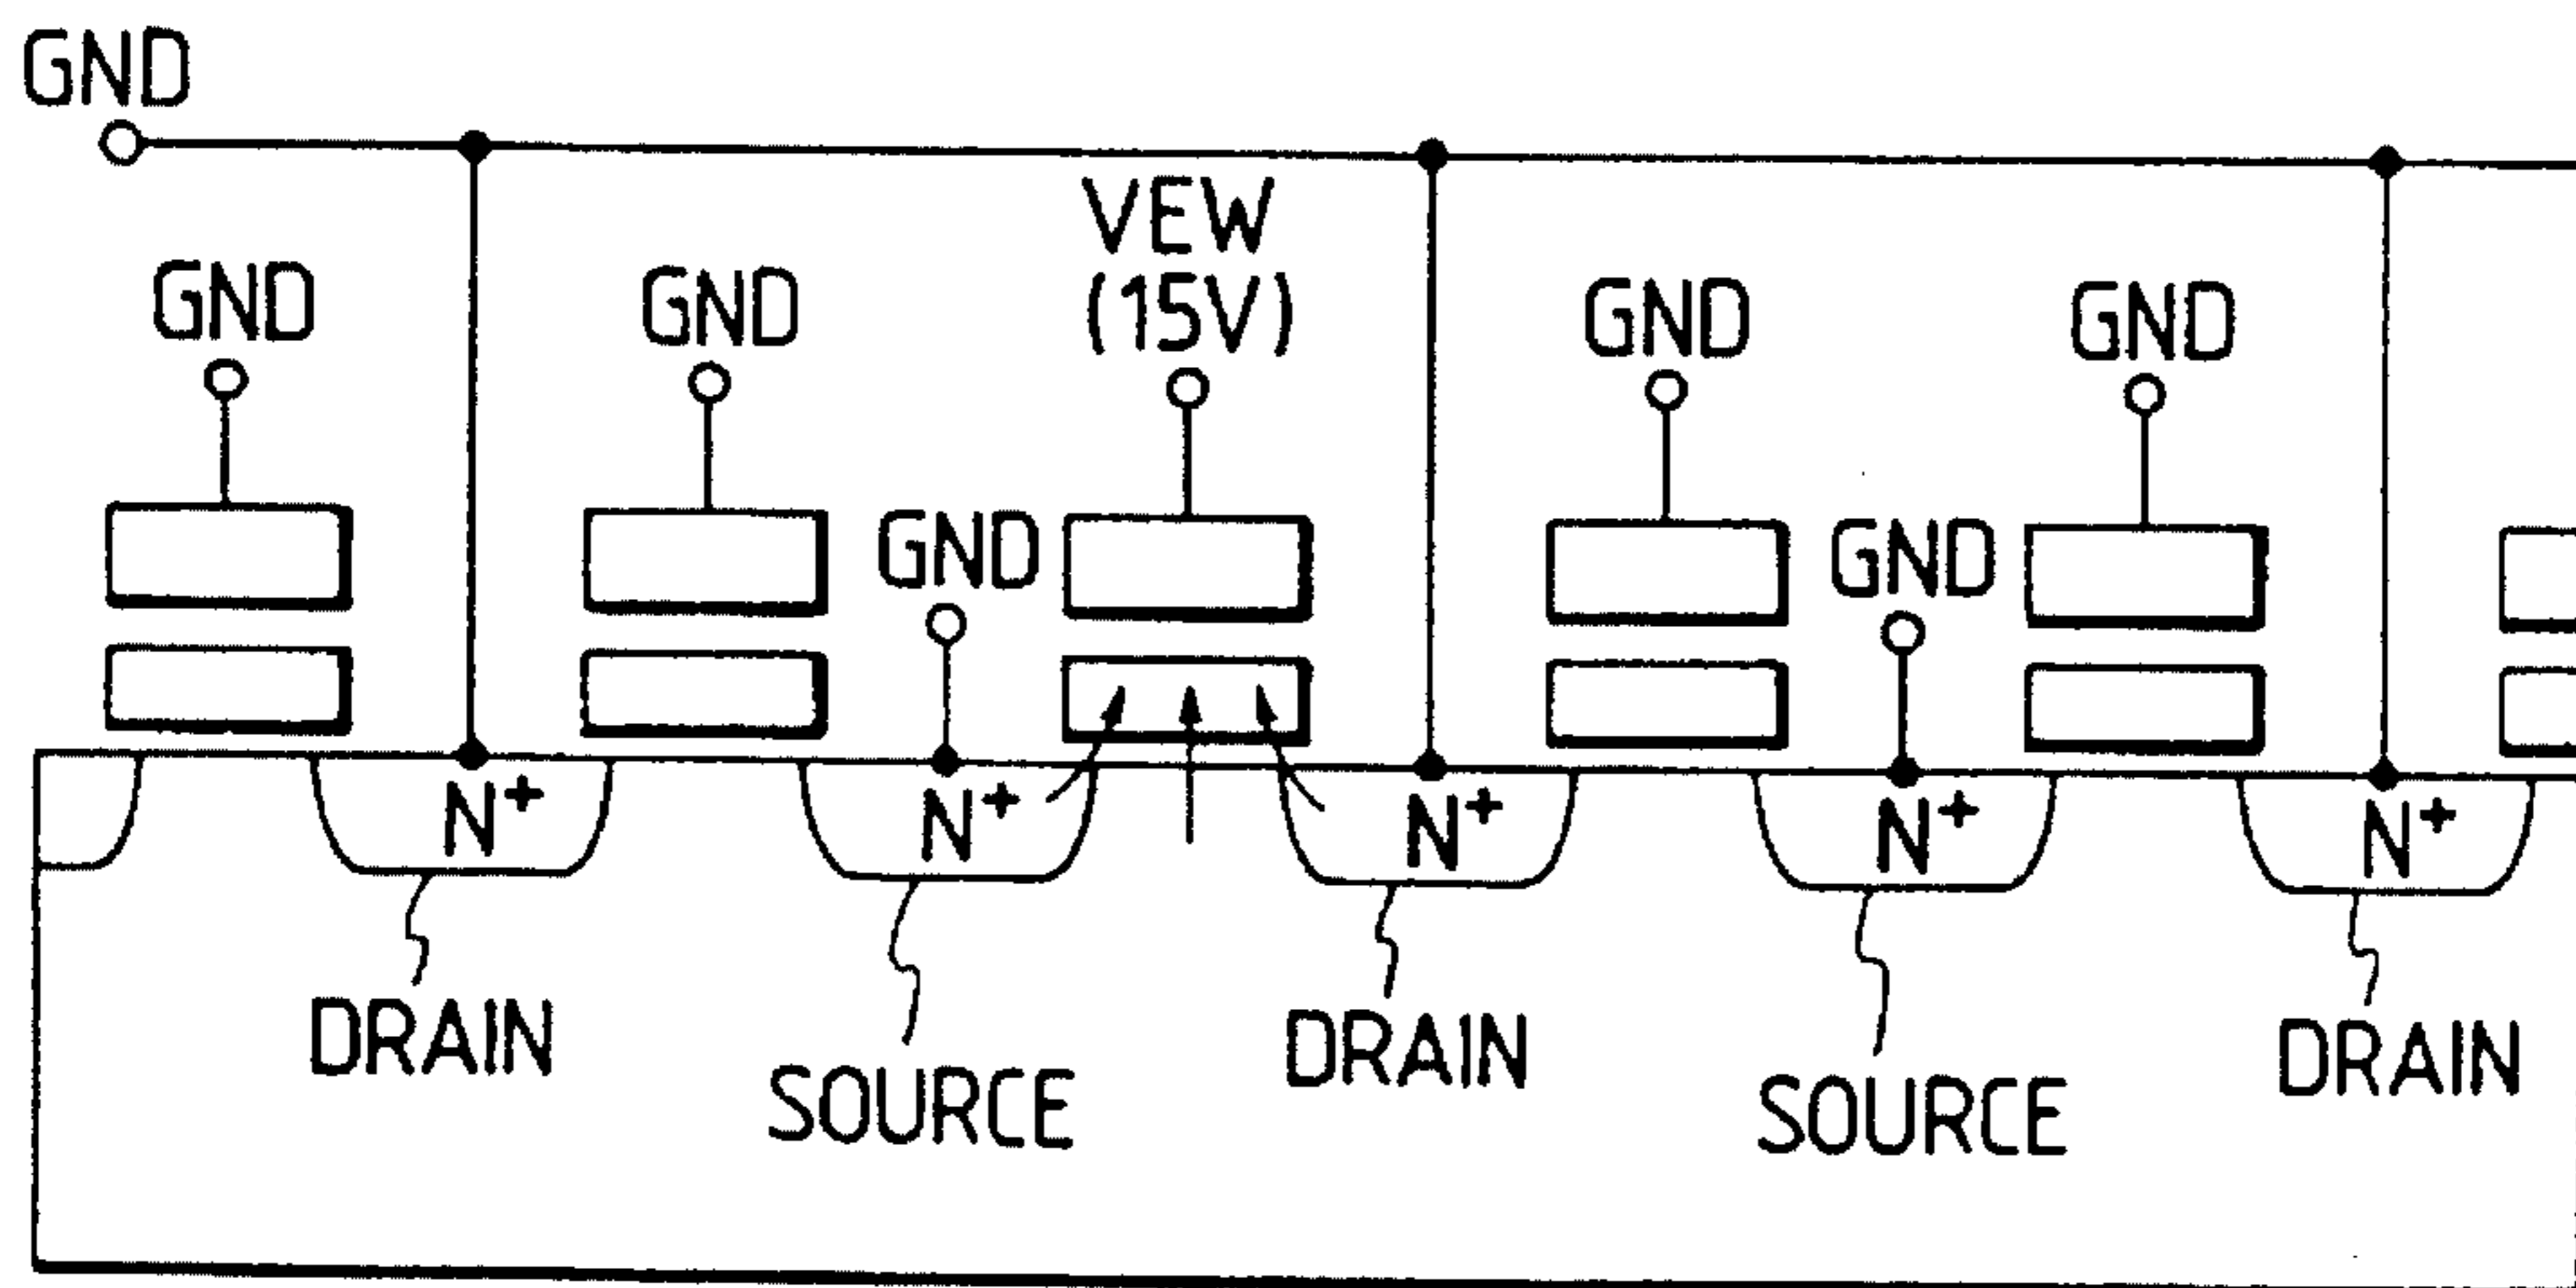 GND
VEW
(15V)
GND
GND
GND
GND
GND
GND
N+
N+
N+
N+
N+
DRAIN
SOURCE
DRAIN
SOURCE
DRAIN